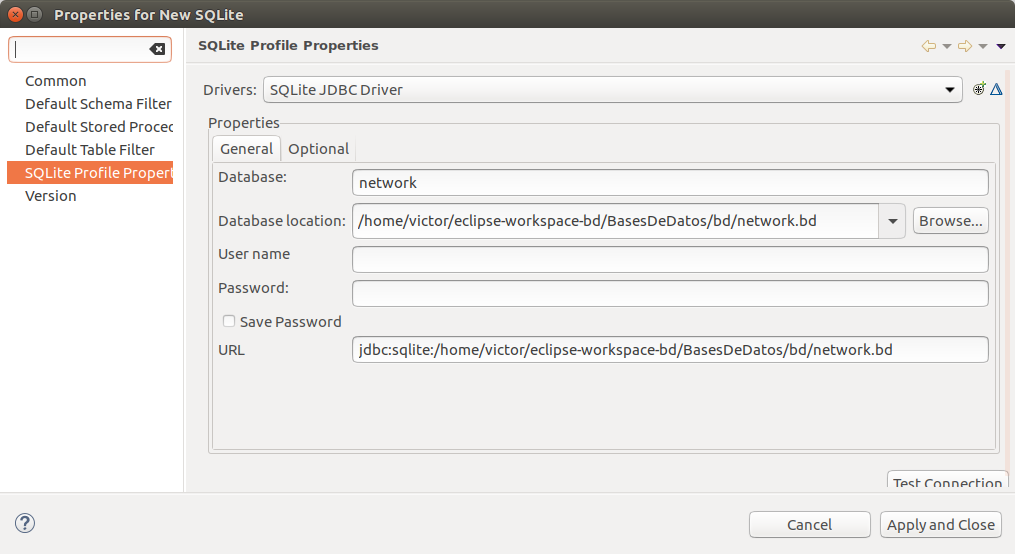 Properties for New SQLite
SQLite Profile Properties
Common
Default Schema Filter
Default Stored Proced
Default Table Filter
SQLite Profile Propert
Version
Drivers: SQLite JDBC Driver
Properties
General Optional
Database: network
Database location: /home/victor/eclipse-workspace-bd/BasesDeDatos/bd/network.bd Browse...
User name
Password:
Save Password
URL jdbc:sqlite:/home/victor/eclipse-workspace-bd/BasesDeDatos/bd/network.bd
Test Connection
? Cancel Apply and Close